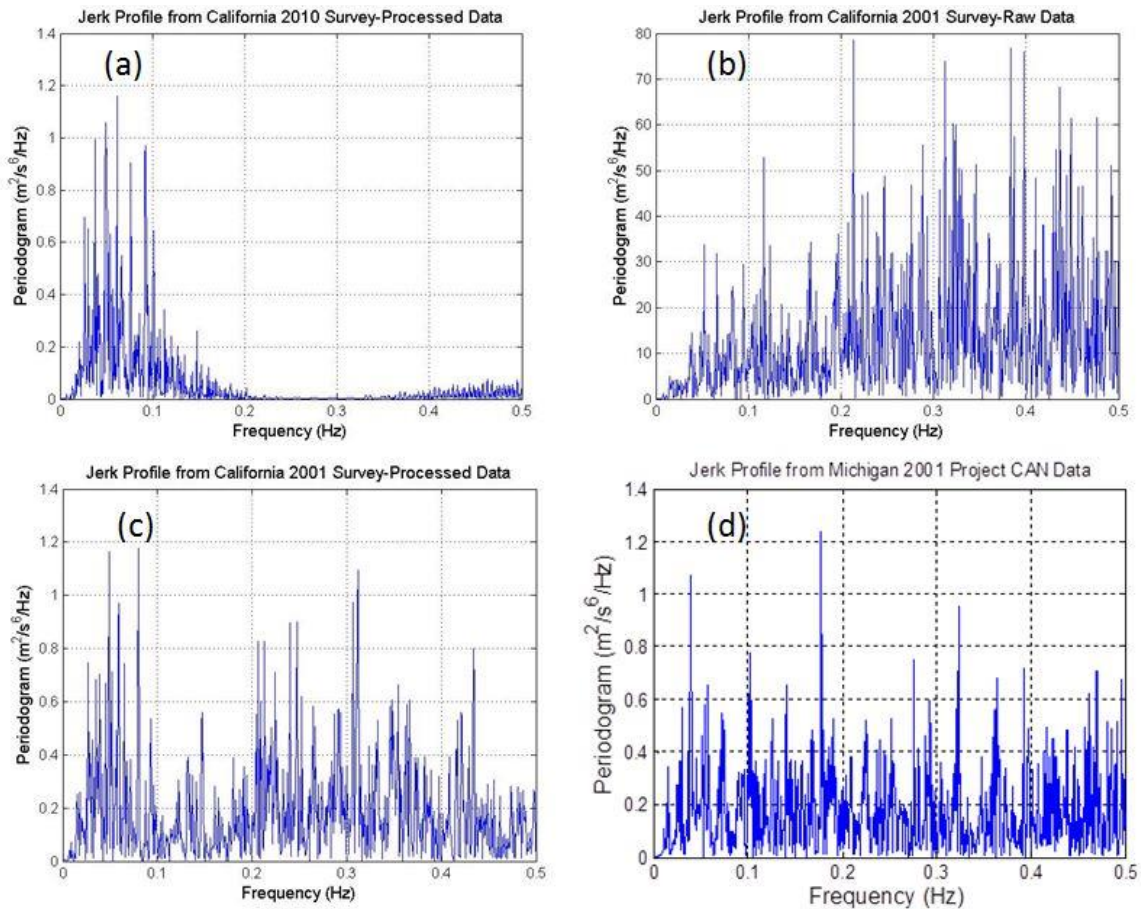 Jerk Profile from California 2010 Survey-Processed Data
(a)
Periodogram (m²/s⁶/Hz)
1.4
1.2
1
0.8
0.6
0.4
0.2
0
0 0.1 0.2 0.3 0.4 0.5
Frequency (Hz)
Jerk Profile from California 2001 Survey-Raw Data
(b)
Periodogram (m²/s⁶/Hz)
80
70
60
50
40
30
20
10
0
0 0.1 0.2 0.3 0.4 0.5
Frequency (Hz)
Jerk Profile from California 2001 Survey-Processed Data
(c)
Periodogram (m²/s⁶/Hz)
1.4
1.2
1
0.8
0.6
0.4
0.2
0
0 0.1 0.2 0.3 0.4 0.5
Frequency (Hz)
Jerk Profile from Michigan 2001 Project CAN Data
(d)
Periodogram (m²/s⁶/Hz)
1.4
1.2
1
0.8
0.6
0.4
0.2
0
0 0.1 0.2 0.3 0.4 0.5
Frequency (Hz)